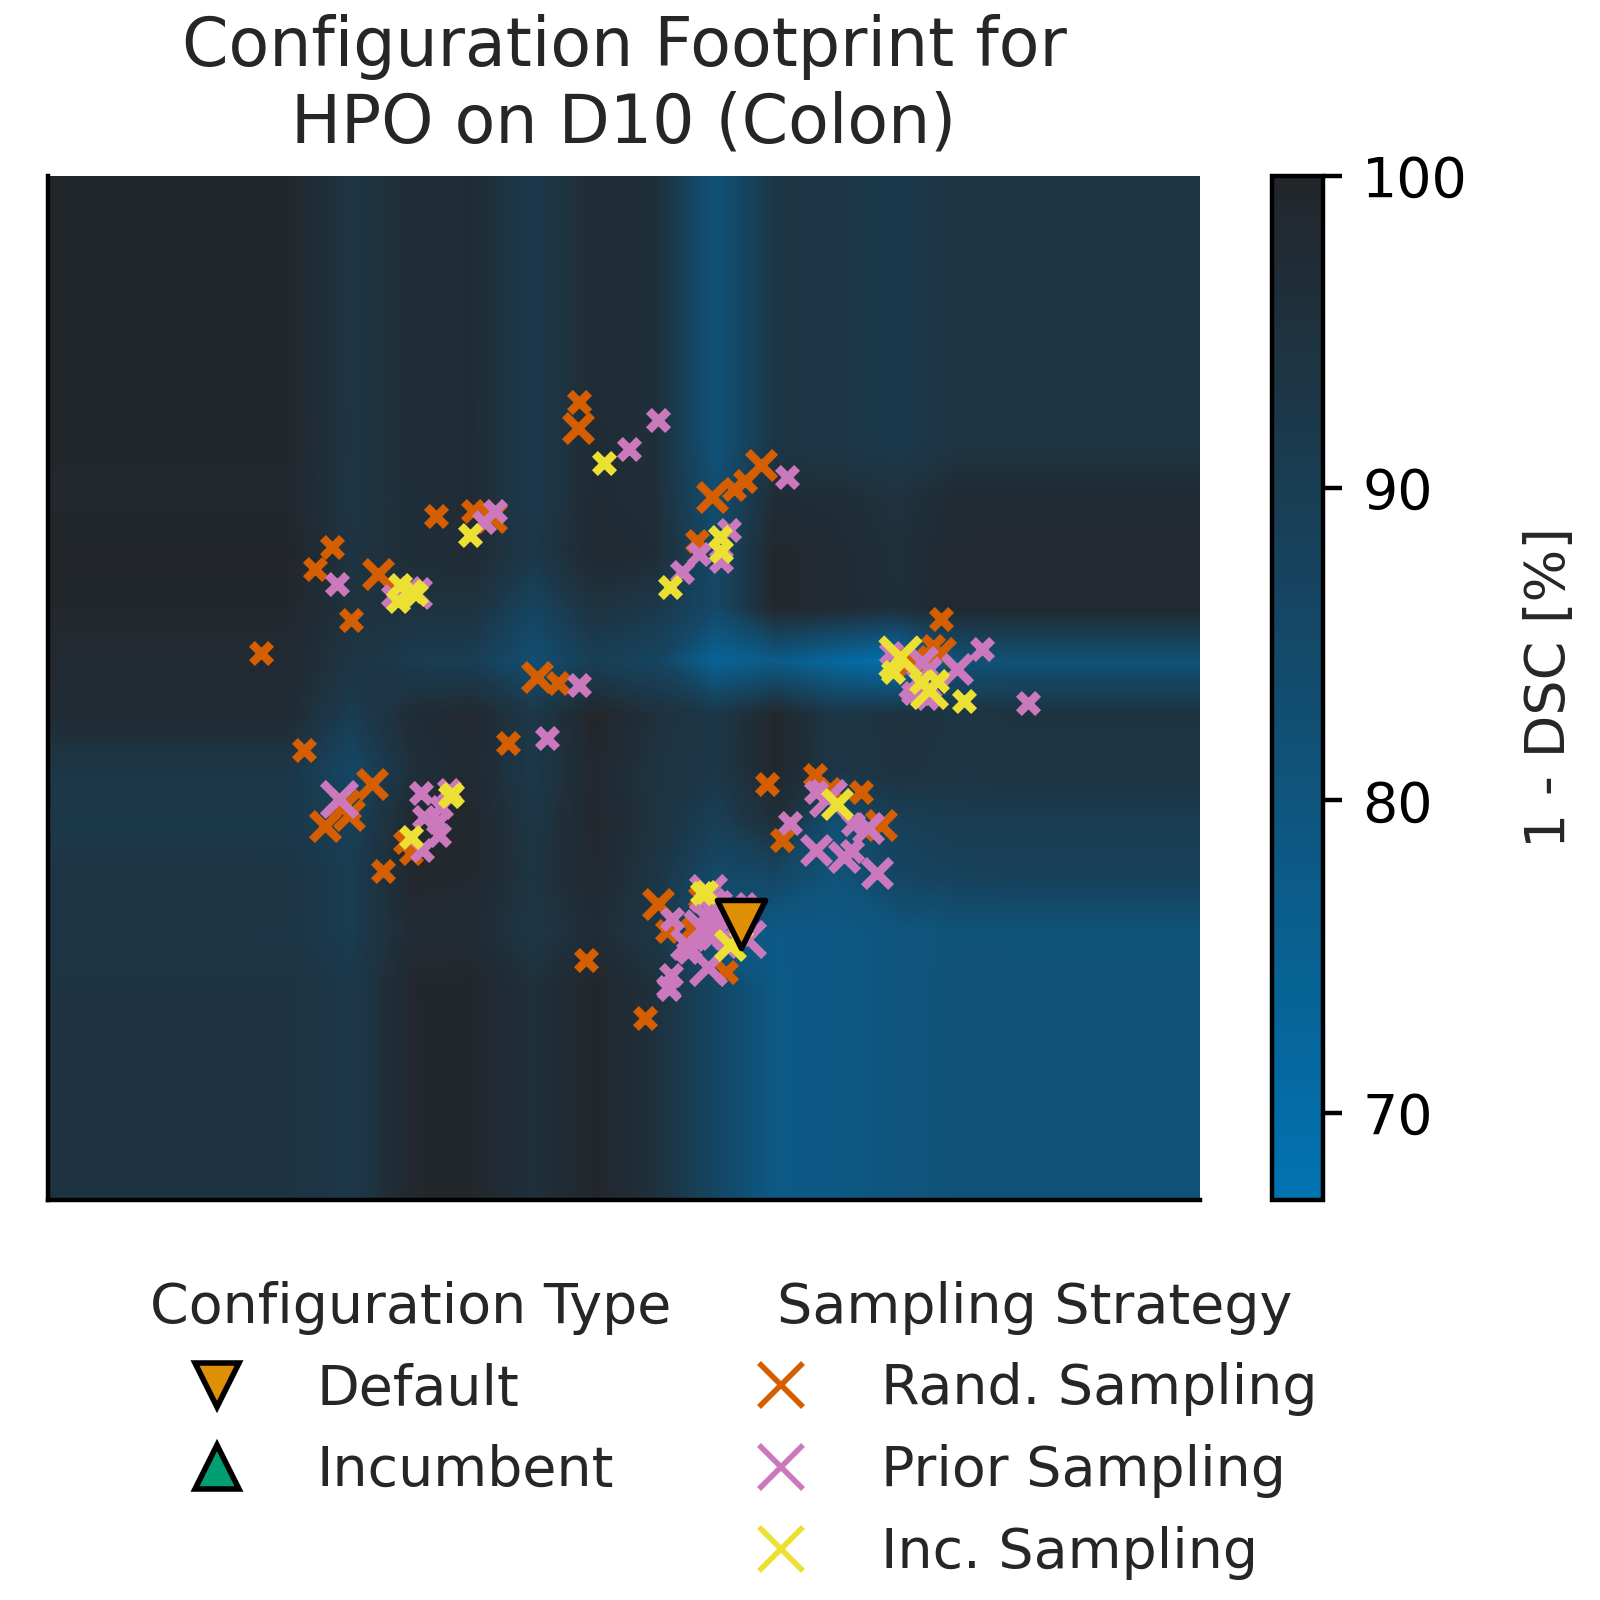 Configuration Footprint for
HPO on D10 (Colon)
100
90
80
70
1 - DSC [%]
Configuration Type
Default
Incumbent
Sampling Strategy
Rand. Sampling
Prior Sampling
Inc. Sampling